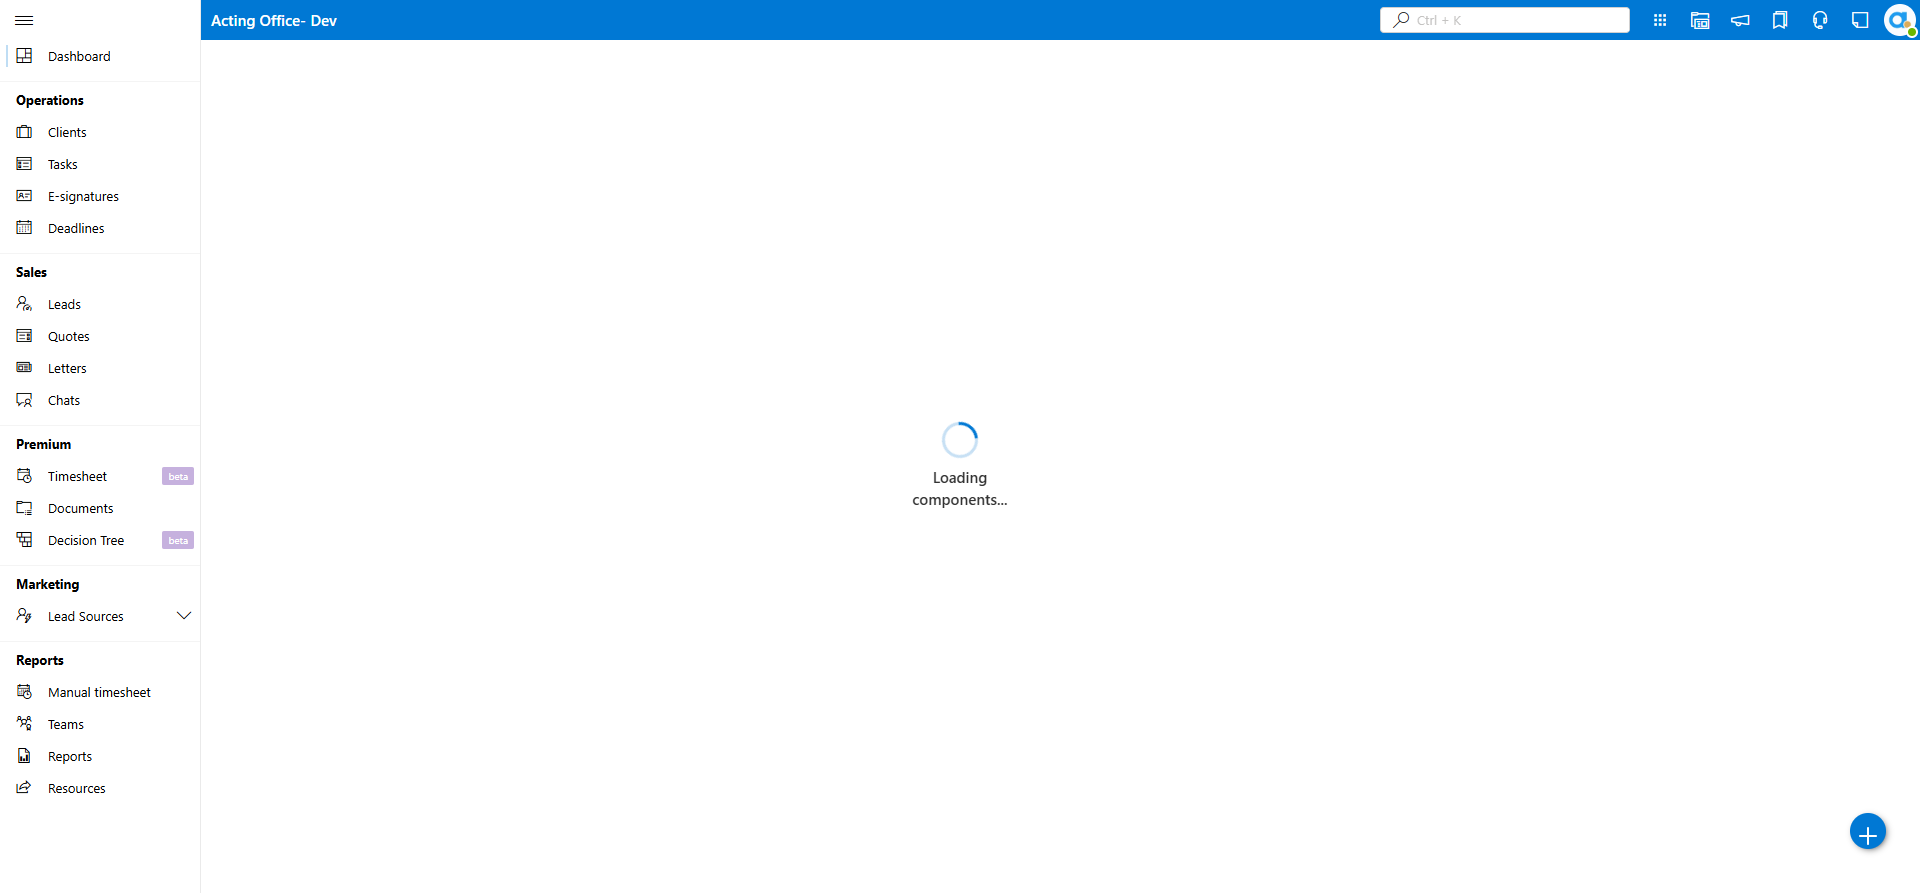 Acting Office- Dev
Ctrl + K
Dashboard
Operations
Clients
Tasks
E-signatures
Deadlines
Sales
Leads
Quotes
Letters
Chats
Premium
Timesheet beta
Documents
Decision Tree beta
Marketing
Lead Sources
Reports
Manual timesheet
Teams
Reports
Resources
Loading
components...